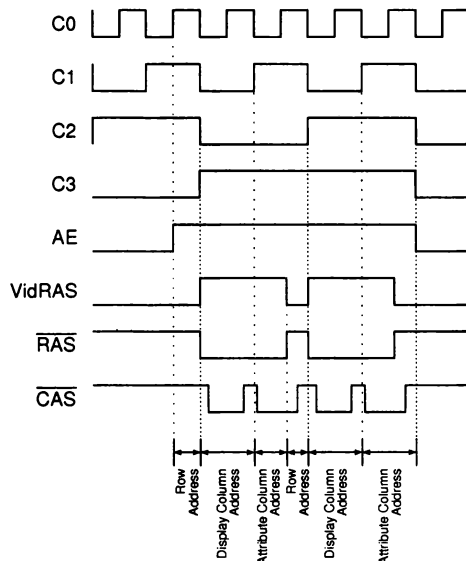 C0
C1
C2
C3
AE
VidRAS
RAS
CAS
Row
Address
Display Column
Address
Attribute Column
Address
Row
Address
Display Column
Address
Attribute Column
Address